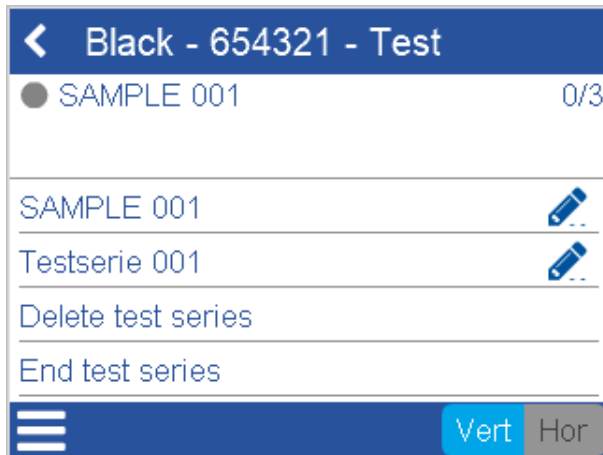 Black - 654321 - Test
SAMPLE 001 0/3
SAMPLE 001
Testserie 001
Delete test series
End test series
Vert Hor